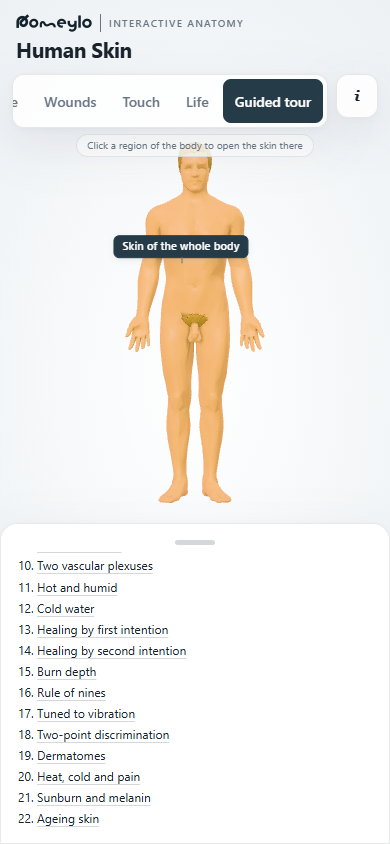 Domeylo INTERACTIVE ANATOMY
Human Skin
e Wounds Touch Life Guided tour i
Click a region of the body to open the skin there
Skin of the whole body
10. Two vascular plexuses
11. Hot and humid
12. Cold water
13. Healing by first intention
14. Healing by second intention
15. Burn depth
16. Rule of nines
17. Tuned to vibration
18. Two-point discrimination
19. Dermatomes
20. Heat, cold and pain
21. Sunburn and melanin
22. Ageing skin